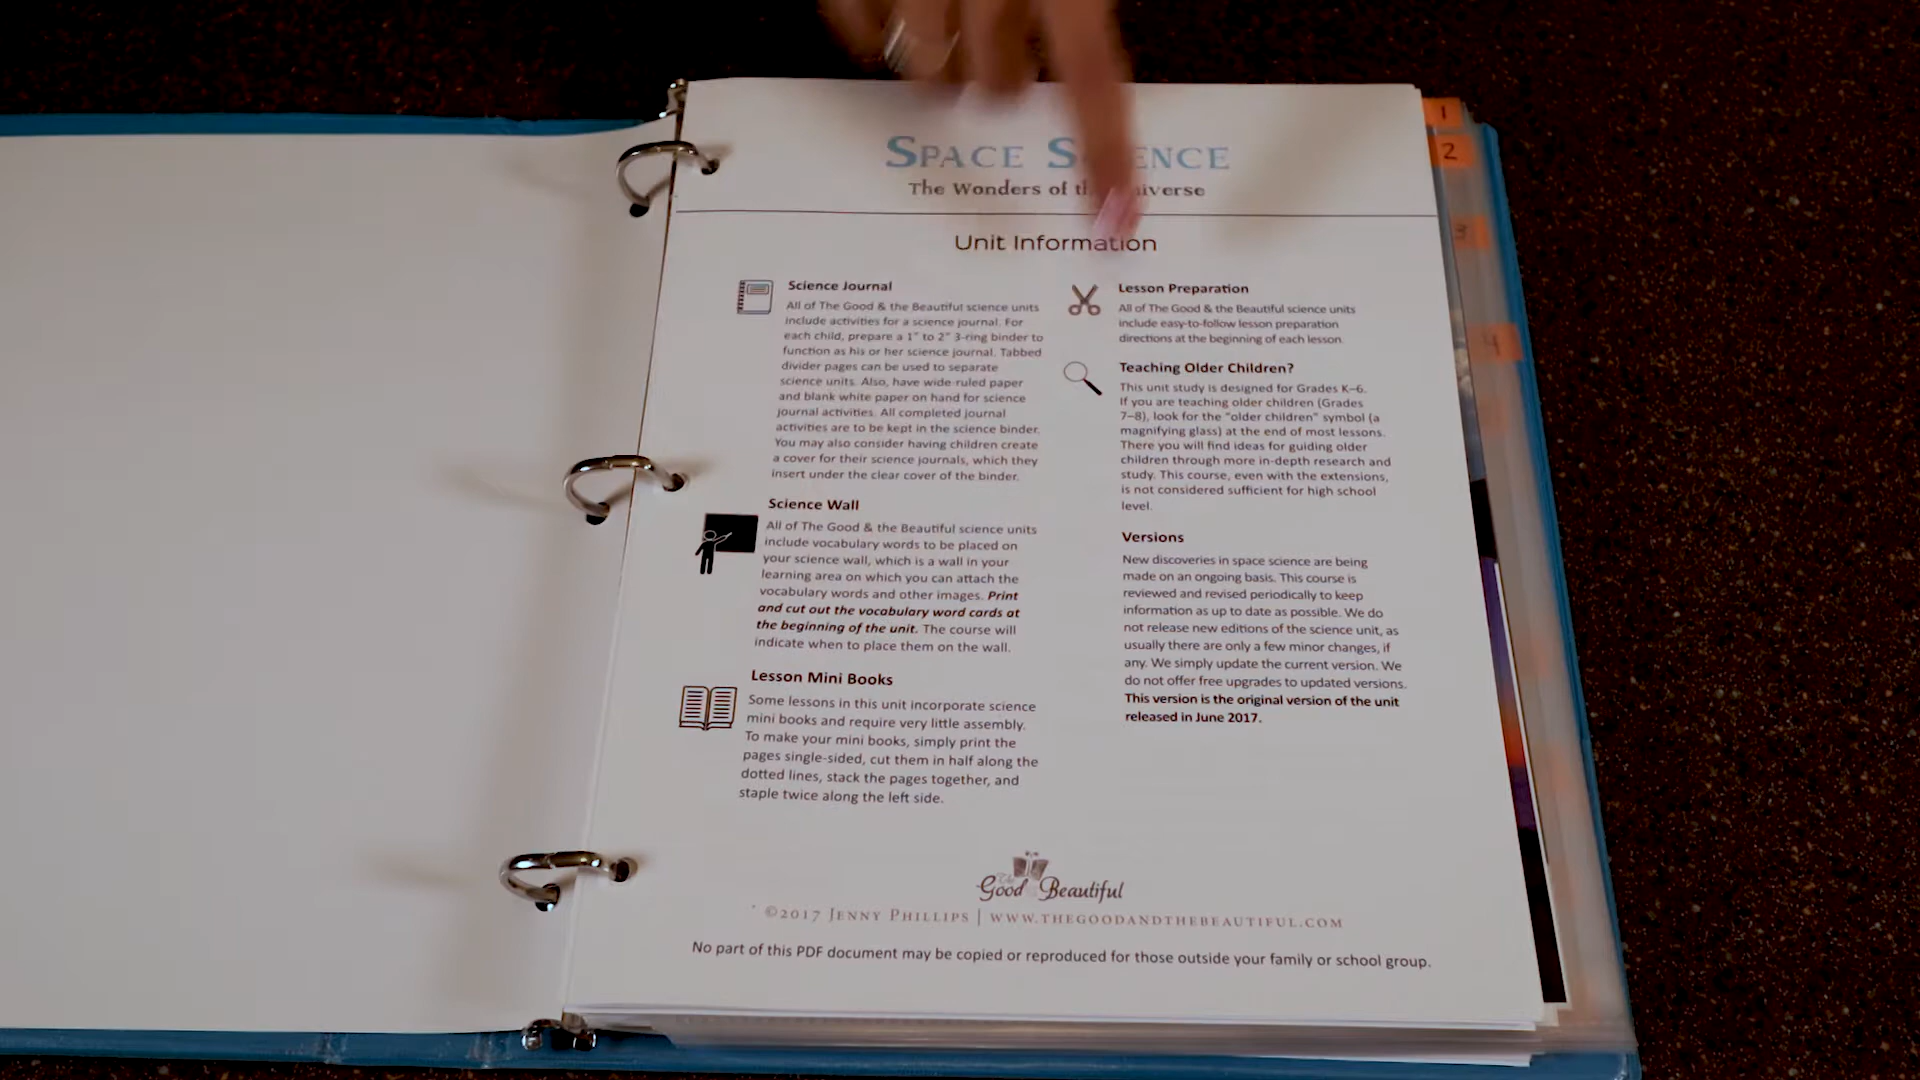 SPACE SCIENCE
The Wonders of the Universe
Unit Information
Science Journal
All of The Good & the Beautiful science units
include activities for a science journal. For
each child, prepare a 1" to 2" 3-ring binder to
function as his or her science journal. Tabbed
divider pages can be used to separate
science units. Also, have wide-ruled paper
and blank white paper on hand for science
journal activities. All completed journal
activities are to be kept in the science binder.
You may also consider having children create
a cover for their science journals, which they
insert under the clear cover of the binder.
Science Wall
All of The Good & the Beautiful science units
include vocabulary words to be placed on
your science wall, which is a wall in your
learning area on which you can attach the
vocabulary words and other images. Print
and cut out the vocabulary word cards at
the beginning of the unit. The course will
indicate when to place them on the wall.
Lesson Mini Books
Some lessons in this unit incorporate science
mini books and require very little assembly.
To make your mini books, simply print the
pages single-sided, cut them in half along the
dotted lines, stack the pages together, and
staple twice along the left side.
Lesson Preparation
All of The Good & the Beautiful science units
include easy-to-follow lesson preparation
directions at the beginning of each lesson.
Teaching Older Children?
This unit study is designed for Grades K–6.
If you are teaching older children (Grades
7–8), look for the "older children" symbol (a
magnifying glass) at the end of most lessons.
There you will find ideas for guiding older
children through more in-depth research and
study. This course, even with the extensions,
is not considered sufficient for high school
level.
Versions
New discoveries in space science are being
made on an ongoing basis. This course is
reviewed and revised periodically to keep
information as up to date as possible. We do
not release new editions of the science unit, as
usually there are only a few minor changes, if
any. We simply update the current version. We
do not offer free upgrades to updated versions.
This version is the original version of the unit
released in June 2017.
The Good & Beautiful
©2017 JENNY PHILLIPS | WWW.THEGOODANDTHEBEAUTIFUL.COM
No part of this PDF document may be copied or reproduced for those outside your family or school group.
1
2
3
4